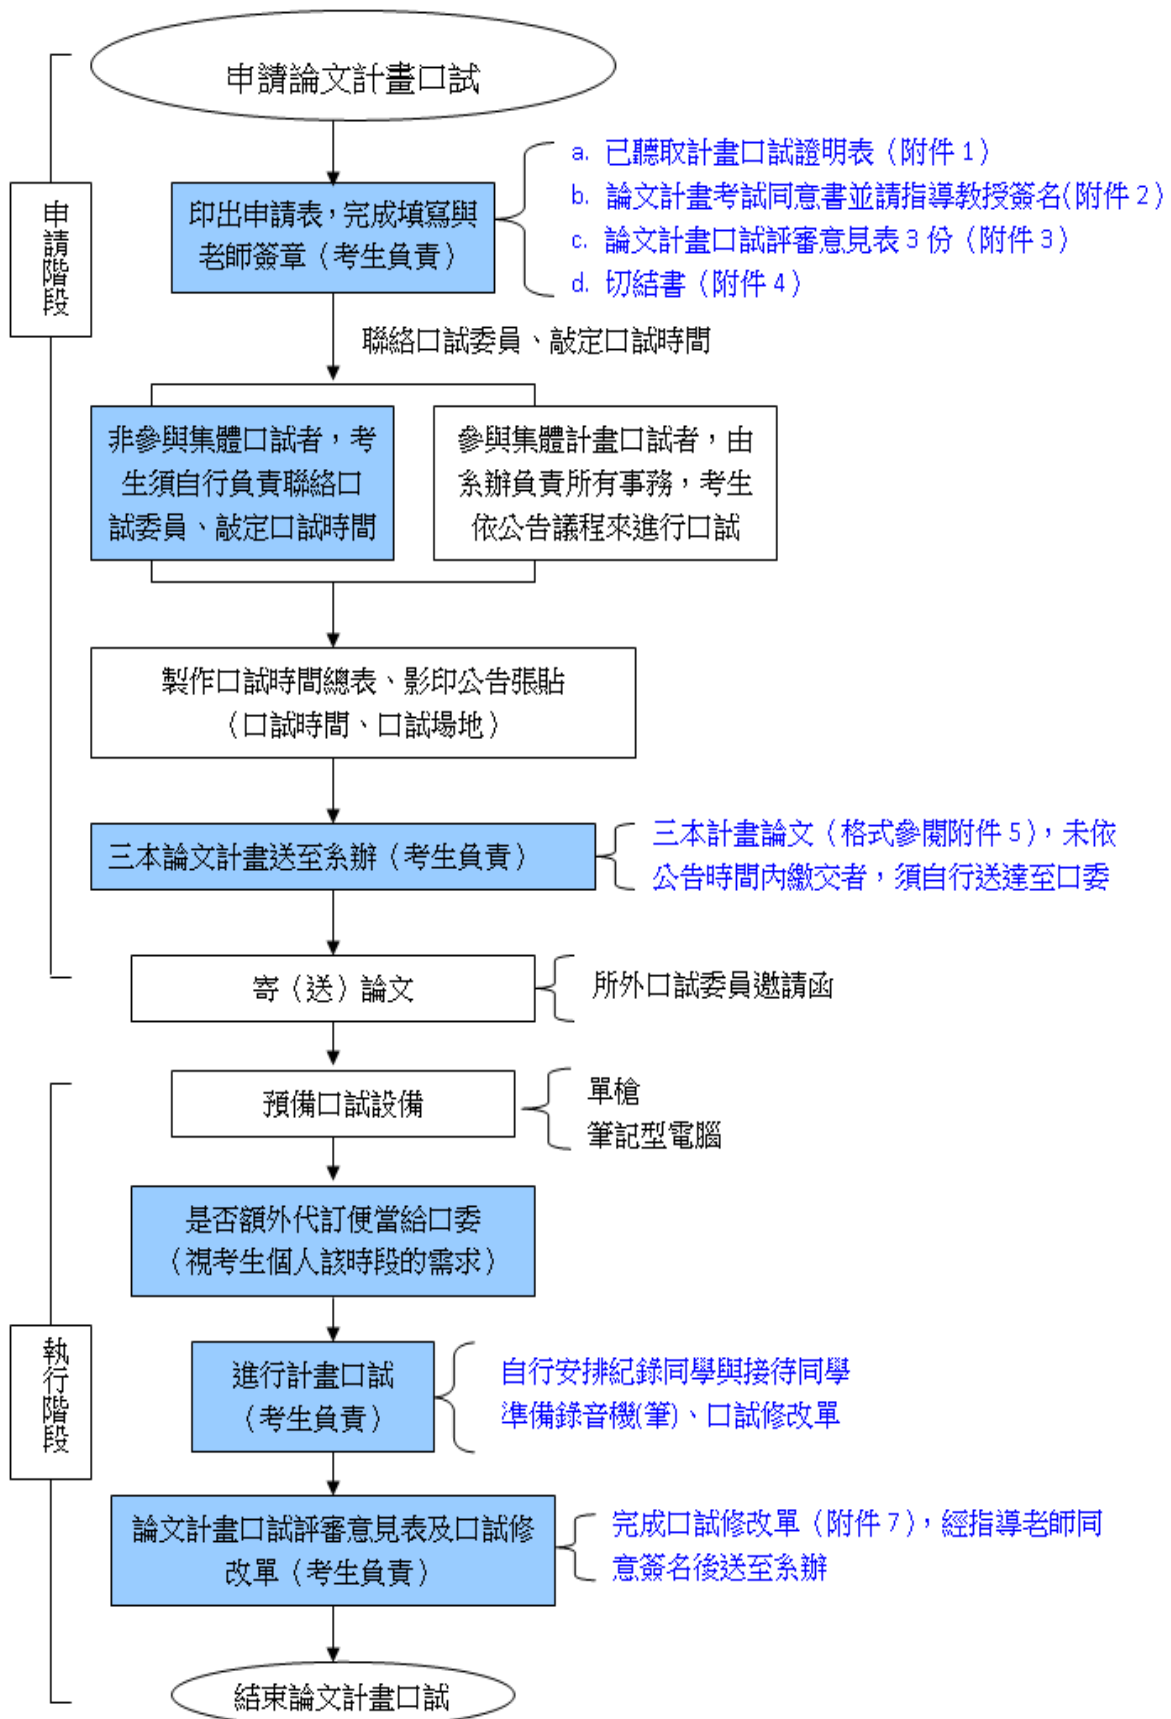 申請論文計畫口試
申請階段
印出申請表，完成填寫與
老師簽章（考生負責）
a. 已聽取計畫口試證明表（附件 1）
b. 論文計畫考試同意書並請指導教授簽名(附件 2)
c. 論文計畫口試評審意見表 3 份（附件 3）
d. 切結書（附件 4）
聯絡口試委員、敲定口試時間
非參與集體口試者，考
生須自行負責聯絡口
試委員、敲定口試時間
參與集體計畫口試者，由
系辦負責所有事務，考生
依公告議程來進行口試
製作口試時間總表、影印公告張貼
（口試時間、口試場地）
三本論文計畫送至系辦（考生負責）
三本計畫論文（格式參閱附件 5），未依
公告時間內繳交者，須自行送達至口委
寄（送）論文
所外口試委員邀請函
執行階段
預備口試設備
單槍
筆記型電腦
是否額外代訂便當給口委
（視考生個人該時段的需求）
進行計畫口試
（考生負責）
自行安排紀錄同學與接待同學
準備錄音機(筆)、口試修改單
論文計畫口試評審意見表及口試修
改單（考生負責）
完成口試修改單（附件 7），經指導老師同
意簽名後送至系辦
結束論文計畫口試